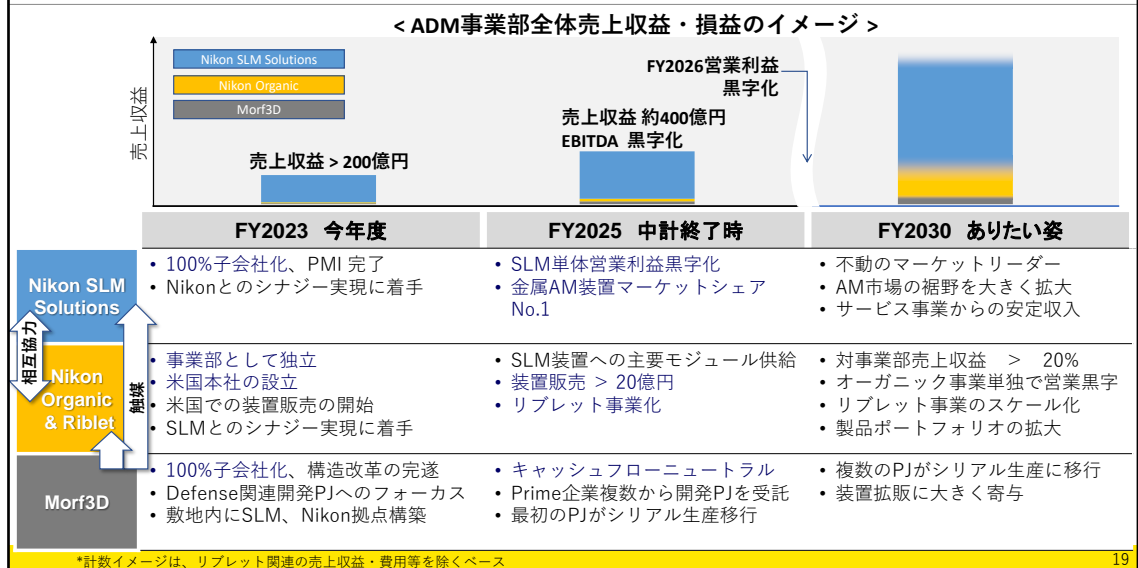 < ADM事業部全体売上収益・損益のイメージ >
売上収益
Nikon SLM Solutions
Nikon Organic
Morf3D
売上収益 > 200億円
売上収益 約400億円
EBITDA 黒字化
FY2026営業利益
黒字化
FY2023 今年度
FY2025 中計終了時
FY2030 ありたい姿
Nikon SLM
Solutions
• 100%子会社化、PMI 完了
• Nikonとのシナジー実現に着手
• SLM単体営業利益黒字化
• 金属AM装置マーケットシェア
No.1
• 不動のマーケットリーダー
• AM市場の裾野を大きく拡大
• サービス事業からの安定収入
相互協力
触媒
Nikon
Organic
& Riblet
• 事業部として独立
• 米国本社の設立
• 米国での装置販売の開始
• SLMとのシナジー実現に着手
• SLM装置への主要モジュール供給
• 装置販売 > 20億円
• リブレット事業化
• 対事業部売上収益 > 20%
• オーガニック事業単独で営業黒字
• リブレット事業のスケール化
• 製品ポートフォリオの拡大
Morf3D
• 100%子会社化、構造改革の完遂
• Defense関連開発PJへのフォーカス
• 敷地内にSLM、Nikon拠点構築
• キャッシュフローニュートラル
• Prime企業複数から開発PJを受託
• 最初のPJがシリアル生産移行
• 複数のPJがシリアル生産に移行
• 装置拡販に大きく寄与
*計数イメージは、リブレット関連の売上収益・費用等を除くベース
19